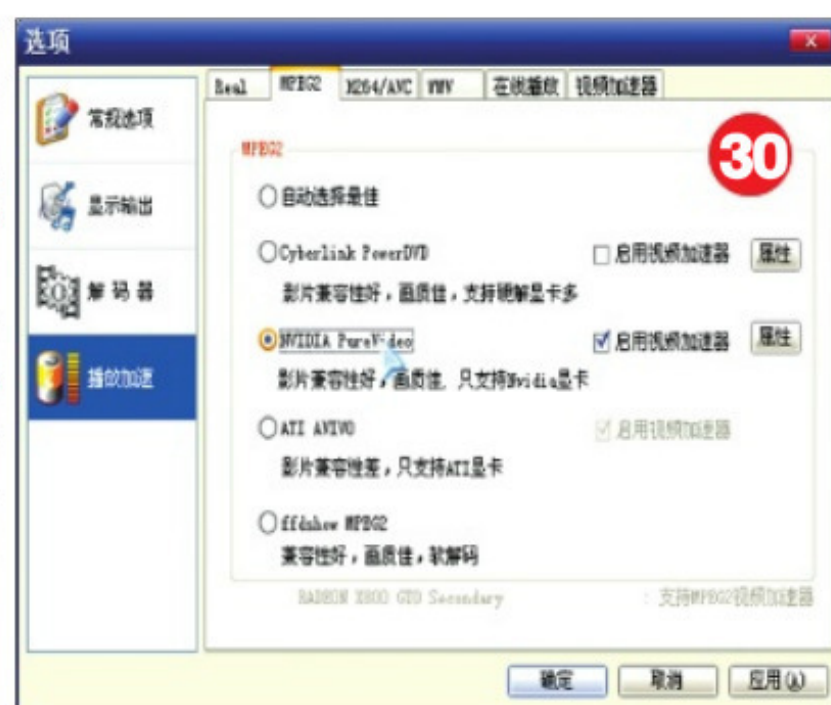 选项
Real MPEG2 H264/AVC WMV 在线播放 视频加速器
常规选项
显示输出
解码器
播放加速
30
MPEG2
自动选择最佳
Cyberlink PowerDVD 启用视频加速器 属性
影片兼容性好，画质佳，支持硬解显卡多
NVIDIA PureVideo 启用视频加速器 属性
影片兼容性好，画质佳，只支持Nvidia显卡
ATI AVIVO 启用视频加速器
影片兼容性差，只支持ATI显卡
ffdshow MPEG2
兼容性好，画质佳，软解码
RADEON X800 GTO Secondary : 支持MPEG2视频加速器
确定 取消 应用(A)